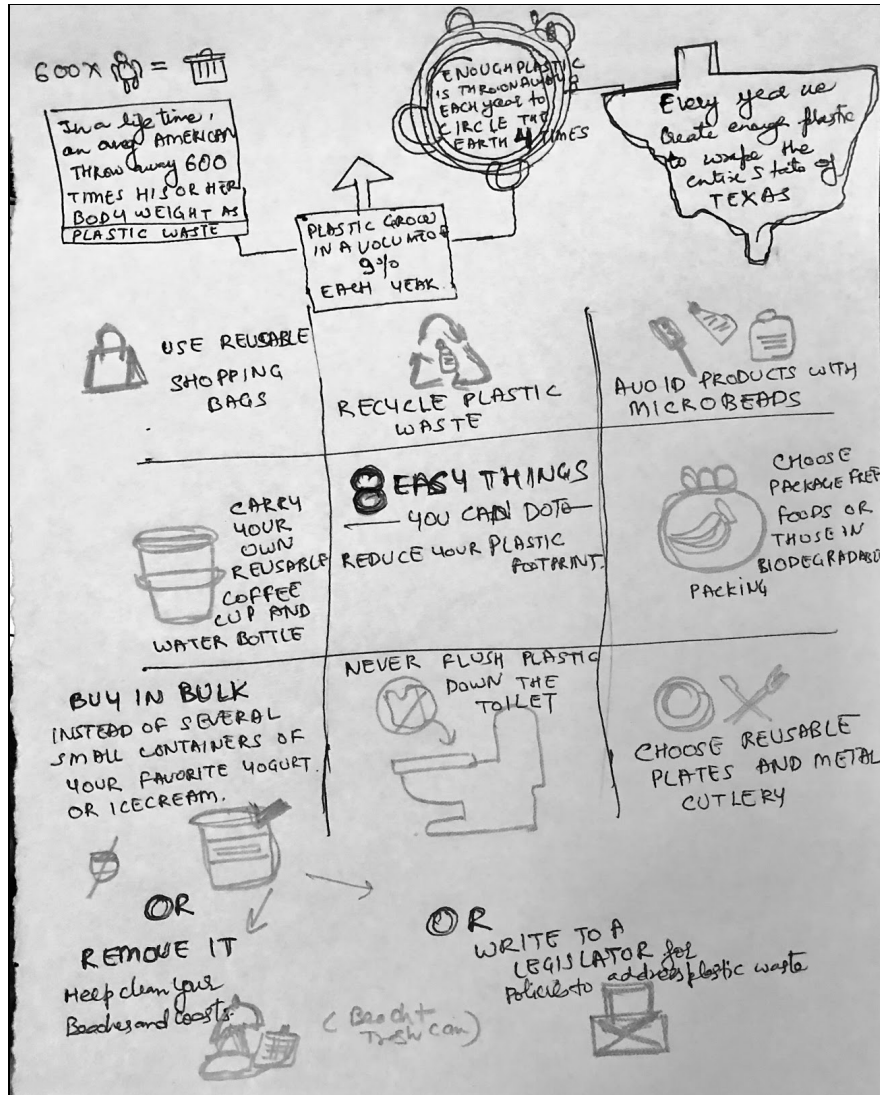 600 X =
In a life time,
an avg AMERICAN
THROW away 600
TIMES HIS OR HER
BODY WEIGHT AS
PLASTIC WASTE
PLASTIC GROW
IN A VOLUME OF
9%
EACH YEAR.
ENOUGH PLASTIC
IS THROWN AWAY
EACH year to
CIRCLE THE
EARTH 4 TIMES
Every year we
Create enough plastic
to wrape the
entire State of
TEXAS
USE REUSABLE
SHOPPING
BAGS
RECYCLE PLASTIC
WASTE
AVOID PRODUCTS WITH
MICROBEADS
CARRY
YOUR
OWN
REUSABLE
COFFEE
CUP AND
WATER BOTTLE
8 EASY THINGS
YOU CAN DO TO
REDUCE YOUR PLASTIC
FOOTPRINT.
CHOOSE
PACKAGE FREE
FOODS OR
THOSE IN
BIODEGRADABLE
PACKING
BUY IN BULK
INSTEAD OF SEVERAL
SMALL CONTAINERS OF
YOUR FAVORITE YOGURT.
OR ICECREAM.
NEVER FLUSH PLASTIC
DOWN THE
TOILET
CHOOSE REUSABLE
PLATES AND METAL
CUTLERY
OR
REMOVE IT
Help clean your
Beaches and coasts.
(Beach +
Trash can)
OR
WRITE TO A
LEGISLATOR for
Policies to address plastic waste